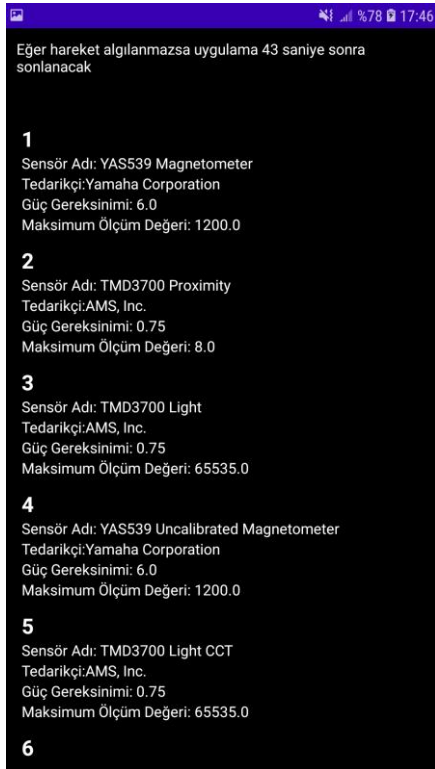 %78 17:46
Eğer hareket algılanmazsa uygulama 43 saniye sonra
sonlanacak
1
Sensör Adı: YAS539 Magnetometer
Tedarikçi:Yamaha Corporation
Güç Gereksinimi: 6.0
Maksimum Ölçüm Değeri: 1200.0
2
Sensör Adı: TMD3700 Proximity
Tedarikçi:AMS, Inc.
Güç Gereksinimi: 0.75
Maksimum Ölçüm Değeri: 8.0
3
Sensör Adı: TMD3700 Light
Tedarikçi:AMS, Inc.
Güç Gereksinimi: 0.75
Maksimum Ölçüm Değeri: 65535.0
4
Sensör Adı: YAS539 Uncalibrated Magnetometer
Tedarikçi:Yamaha Corporation
Güç Gereksinimi: 6.0
Maksimum Ölçüm Değeri: 1200.0
5
Sensör Adı: TMD3700 Light CCT
Tedarikçi:AMS, Inc.
Güç Gereksinimi: 0.75
Maksimum Ölçüm Değeri: 65535.0
6